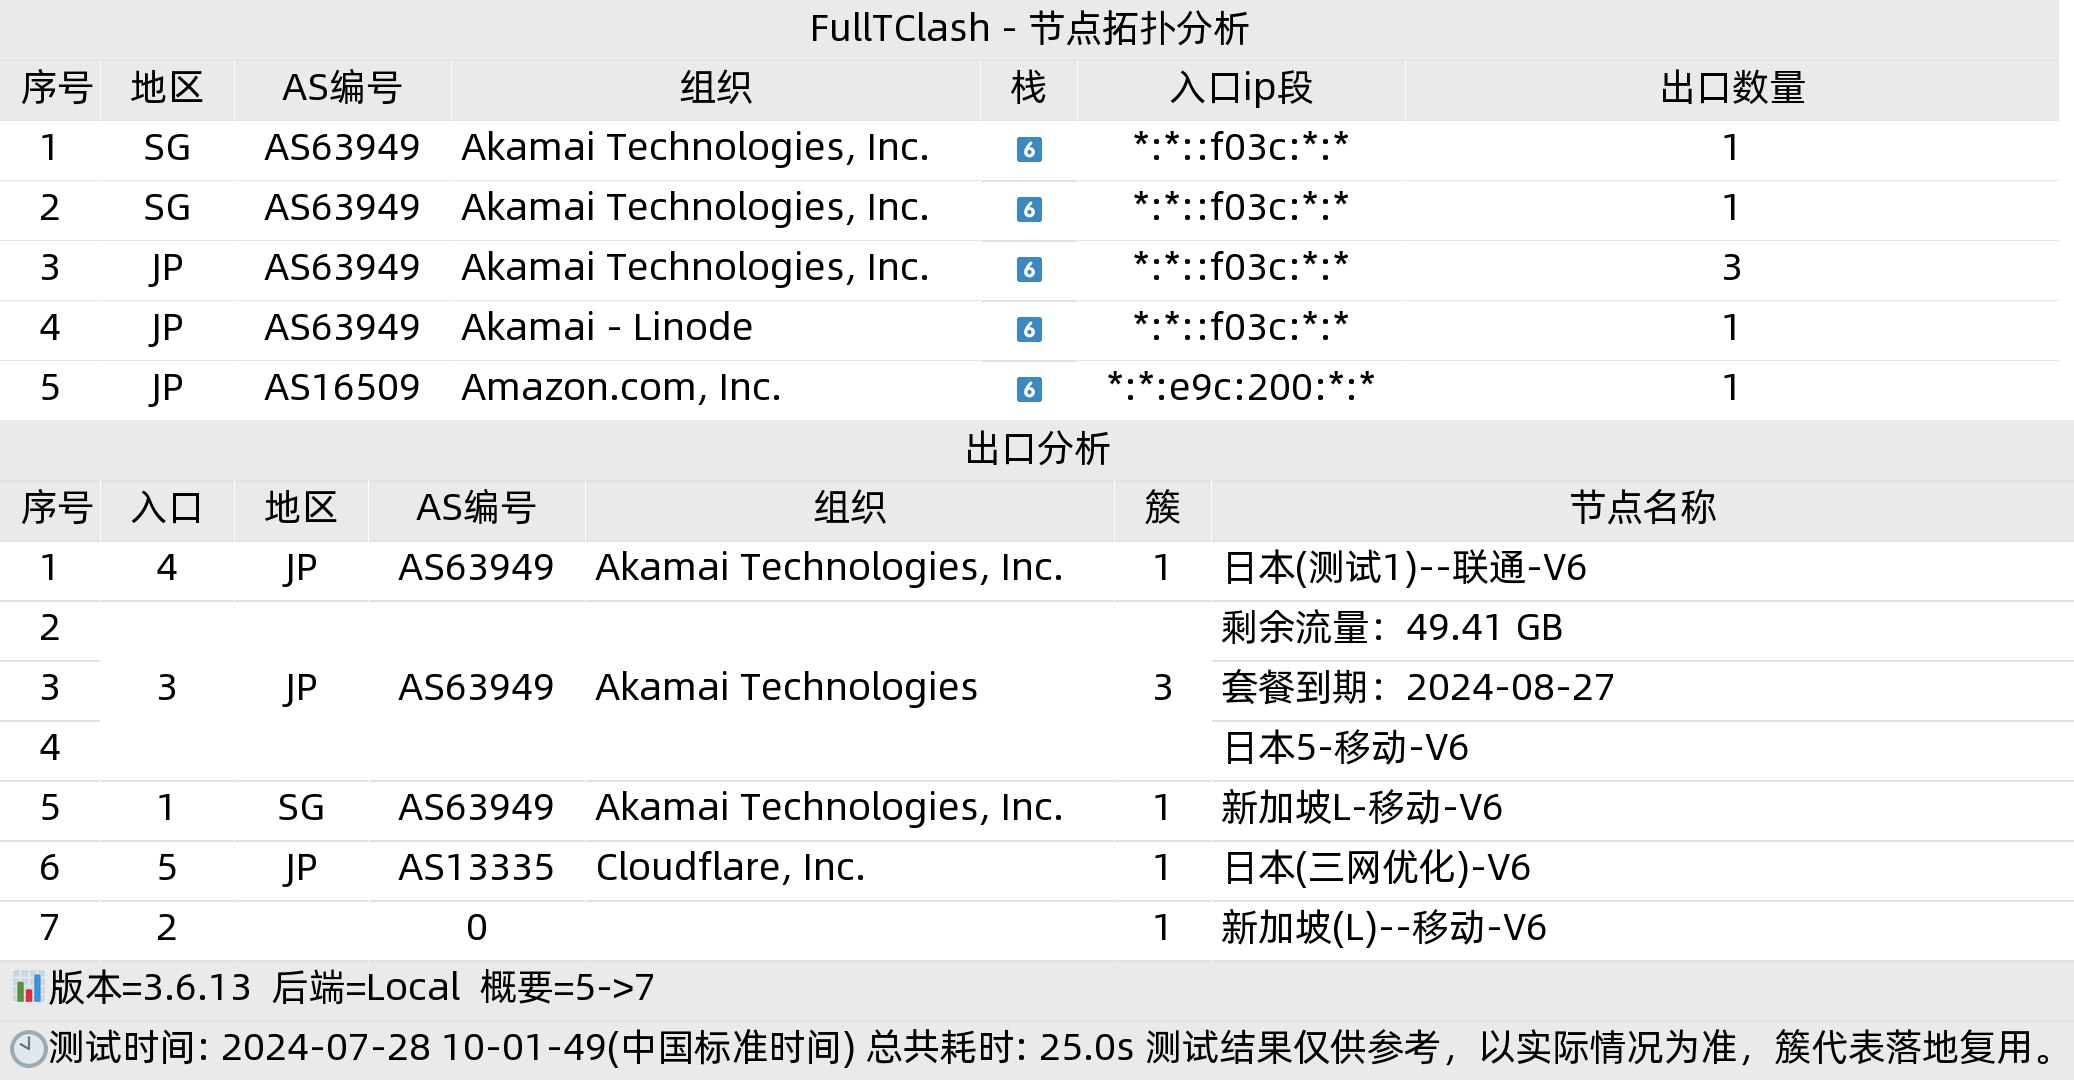 FullTClash - 节点拓扑分析
序号 地区 AS编号 组织 栈 入口ip段 出口数量
1 SG AS63949 Akamai Technologies, Inc. 6 *:*::f03c:*:* 1
2 SG AS63949 Akamai Technologies, Inc. 6 *:*::f03c:*:* 1
3 JP AS63949 Akamai Technologies, Inc. 6 *:*::f03c:*:* 3
4 JP AS63949 Akamai - Linode 6 *:*::f03c:*:* 1
5 JP AS16509 Amazon.com, Inc. 6 *:*:e9c:200:*:* 1
出口分析
序号 入口 地区 AS编号 组织 簇 节点名称
1 4 JP AS63949 Akamai Technologies, Inc. 1 日本(测试1)--联通-V6
2 剩余流量：49.41 GB
3 3 JP AS63949 Akamai Technologies 3 套餐到期：2024-08-27
4 日本5-移动-V6
5 1 SG AS63949 Akamai Technologies, Inc. 1 新加坡L-移动-V6
6 5 JP AS13335 Cloudflare, Inc. 1 日本(三网优化)-V6
7 2 0 1 新加坡(L)--移动-V6
版本=3.6.13 后端=Local 概要=5->7
测试时间: 2024-07-28 10-01-49(中国标准时间) 总共耗时: 25.0s 测试结果仅供参考，以实际情况为准，簇代表落地复用。